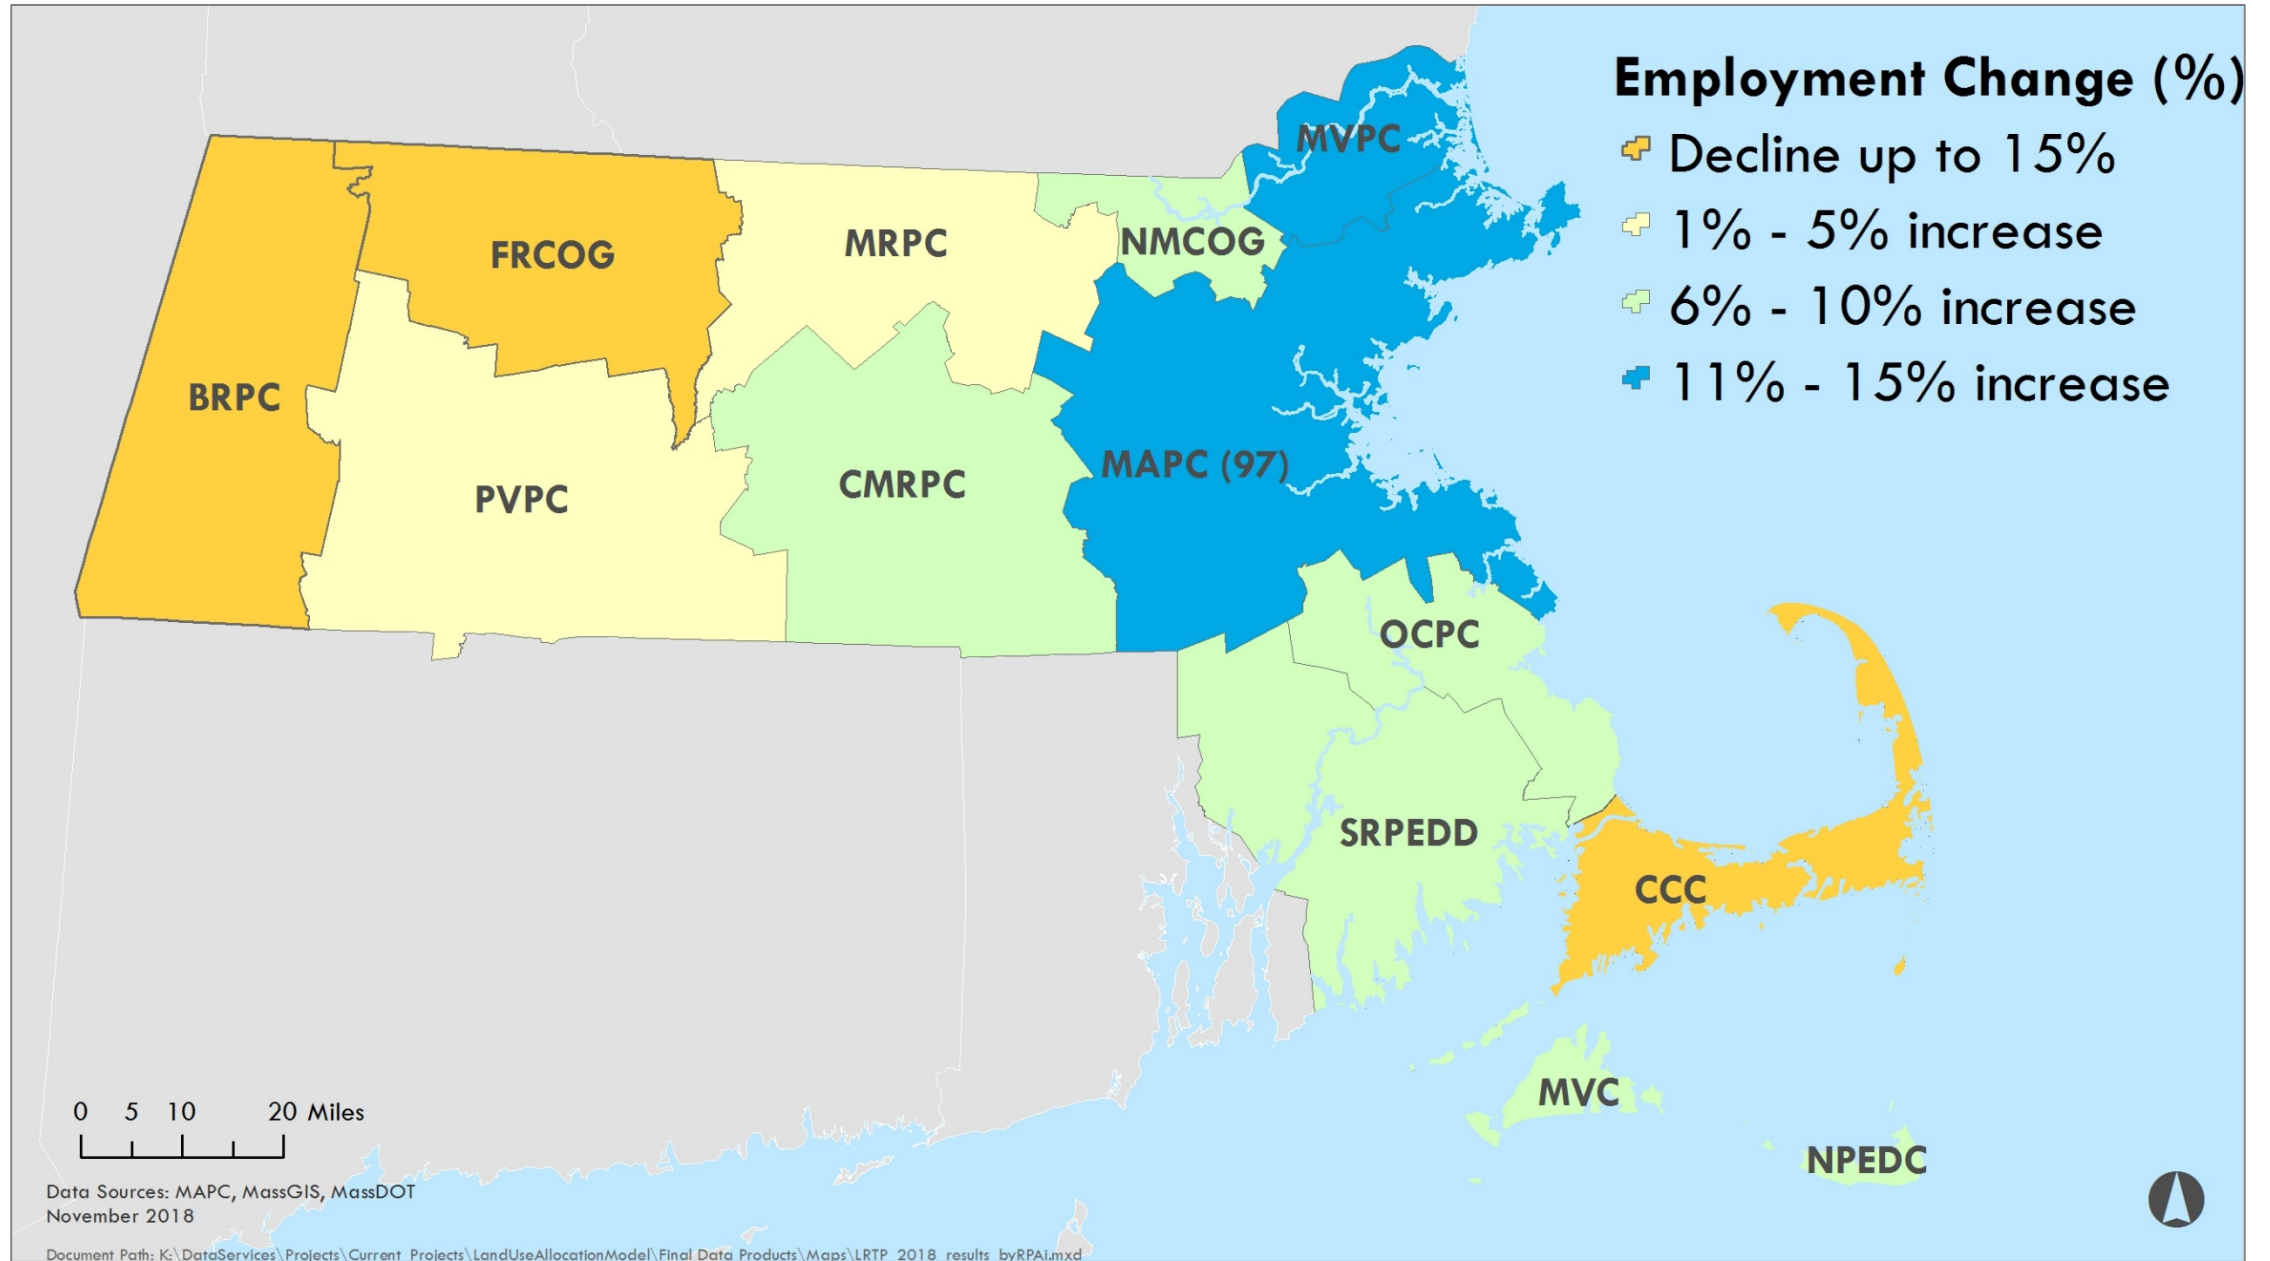 Employment Change (%)
Decline up to 15%
1% - 5% increase
6% - 10% increase
11% - 15% increase
MVPC
FRCOG
MRPC
NMCOG
BRPC
PVPC
CMRPC
MAPC (97)
OCPC
SRPEDD
CCC
MVC
NPEDC
0 5 10 20 Miles
Data Sources: MAPC, MassGIS, MassDOT
November 2018
Document Path: K:\DataServices\Projects\Current_Projects\LandUseAllocationModel\Final Data Products\Maps\LRTP_2018_results_byRPAJ.mxd